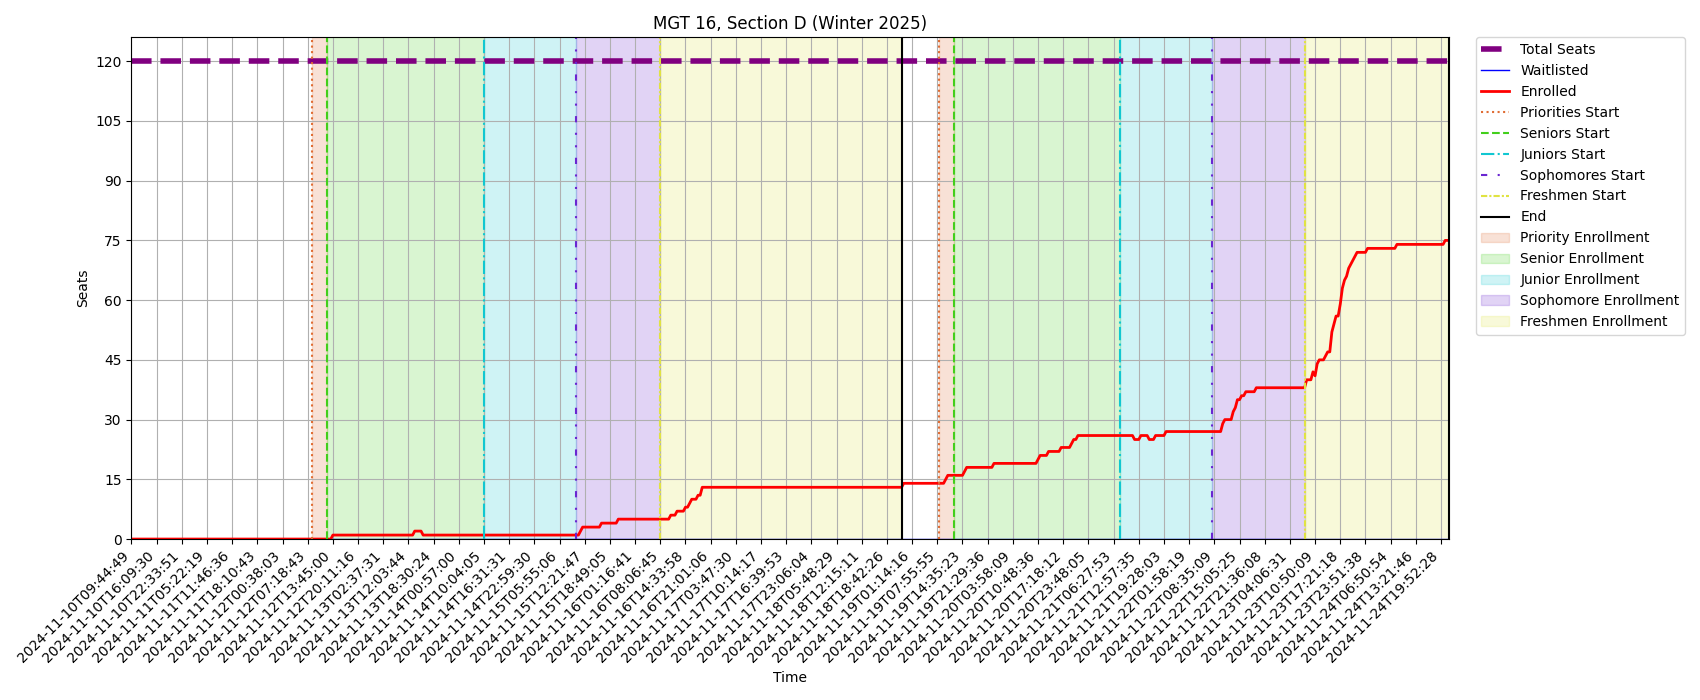 MGT 16, Section D (Winter 2025)
Seats
120
105
90
75
60
45
30
15
0
2024-11-10T09:44:49
2024-11-10T16:09:30
2024-11-10T22:33:51
2024-11-11T05:22:19
2024-11-11T11:46:36
2024-11-11T18:10:43
2024-11-12T00:38:03
2024-11-12T07:18:43
2024-11-12T13:45:00
2024-11-12T20:11:16
2024-11-13T02:37:31
2024-11-13T12:03:44
2024-11-13T18:30:24
2024-11-14T00:57:00
2024-11-14T10:04:05
2024-11-14T16:31:31
2024-11-14T22:59:30
2024-11-15T05:55:06
2024-11-15T12:21:47
2024-11-15T18:49:05
2024-11-16T01:16:41
2024-11-16T08:06:45
2024-11-16T14:33:58
2024-11-16T21:01:06
2024-11-17T03:47:30
2024-11-17T10:14:17
2024-11-17T16:39:53
2024-11-17T23:06:04
2024-11-18T05:48:29
2024-11-18T12:15:11
2024-11-18T18:42:26
2024-11-19T01:14:16
2024-11-19T07:55:55
2024-11-19T14:35:23
2024-11-19T21:29:36
2024-11-20T03:58:09
2024-11-20T10:48:36
2024-11-20T17:18:12
2024-11-20T23:48:05
2024-11-21T06:27:53
2024-11-21T12:57:35
2024-11-21T19:28:03
2024-11-22T01:58:19
2024-11-22T08:35:09
2024-11-22T15:05:25
2024-11-22T21:36:08
2024-11-23T04:06:31
2024-11-23T10:50:09
2024-11-23T17:21:18
2024-11-23T23:51:38
2024-11-24T06:50:54
2024-11-24T13:21:46
2024-11-24T19:52:28
Time
Total Seats
Waitlisted
Enrolled
Priorities Start
Seniors Start
Juniors Start
Sophomores Start
Freshmen Start
End
Priority Enrollment
Senior Enrollment
Junior Enrollment
Sophomore Enrollment
Freshmen Enrollment